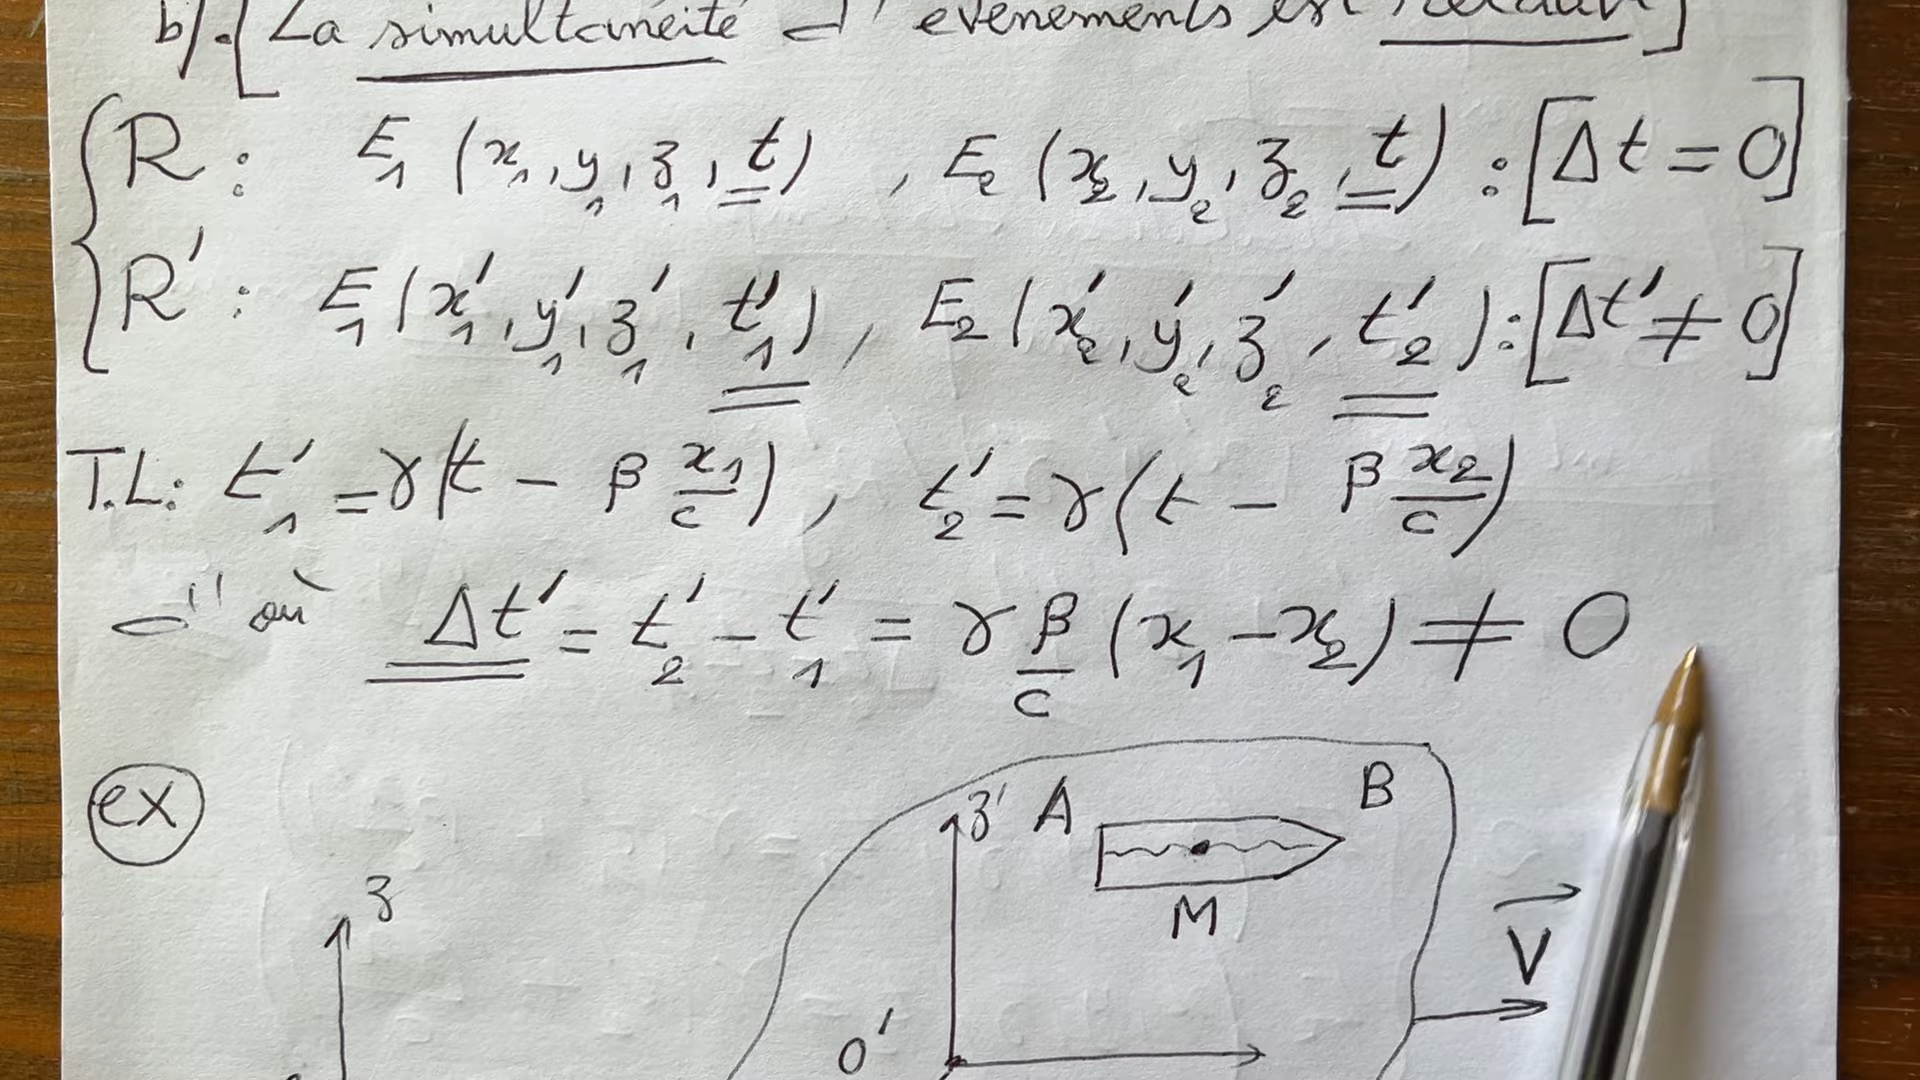 b). [La simultanéité d'évènements est relative]
R : E₁ (x₁, y₁, z₁, t) , E₂ (x₂, y₂, z₂, t) : [Δt = 0]
R' : E₁ (x'₁, y'₁, z'₁, t'₁) , E₂ (x'₂, y'₂, z'₂, t'₂) : [Δt' ≠ 0]
T.L: t'₁ = γ(t − β x₁/c) , t'₂ = γ(t − β x₂/c)
d'où Δt' = t'₂ − t'₁ = γ β/c (x₁ − x₂) ≠ 0
ex
z' A B
M
z
V
O'